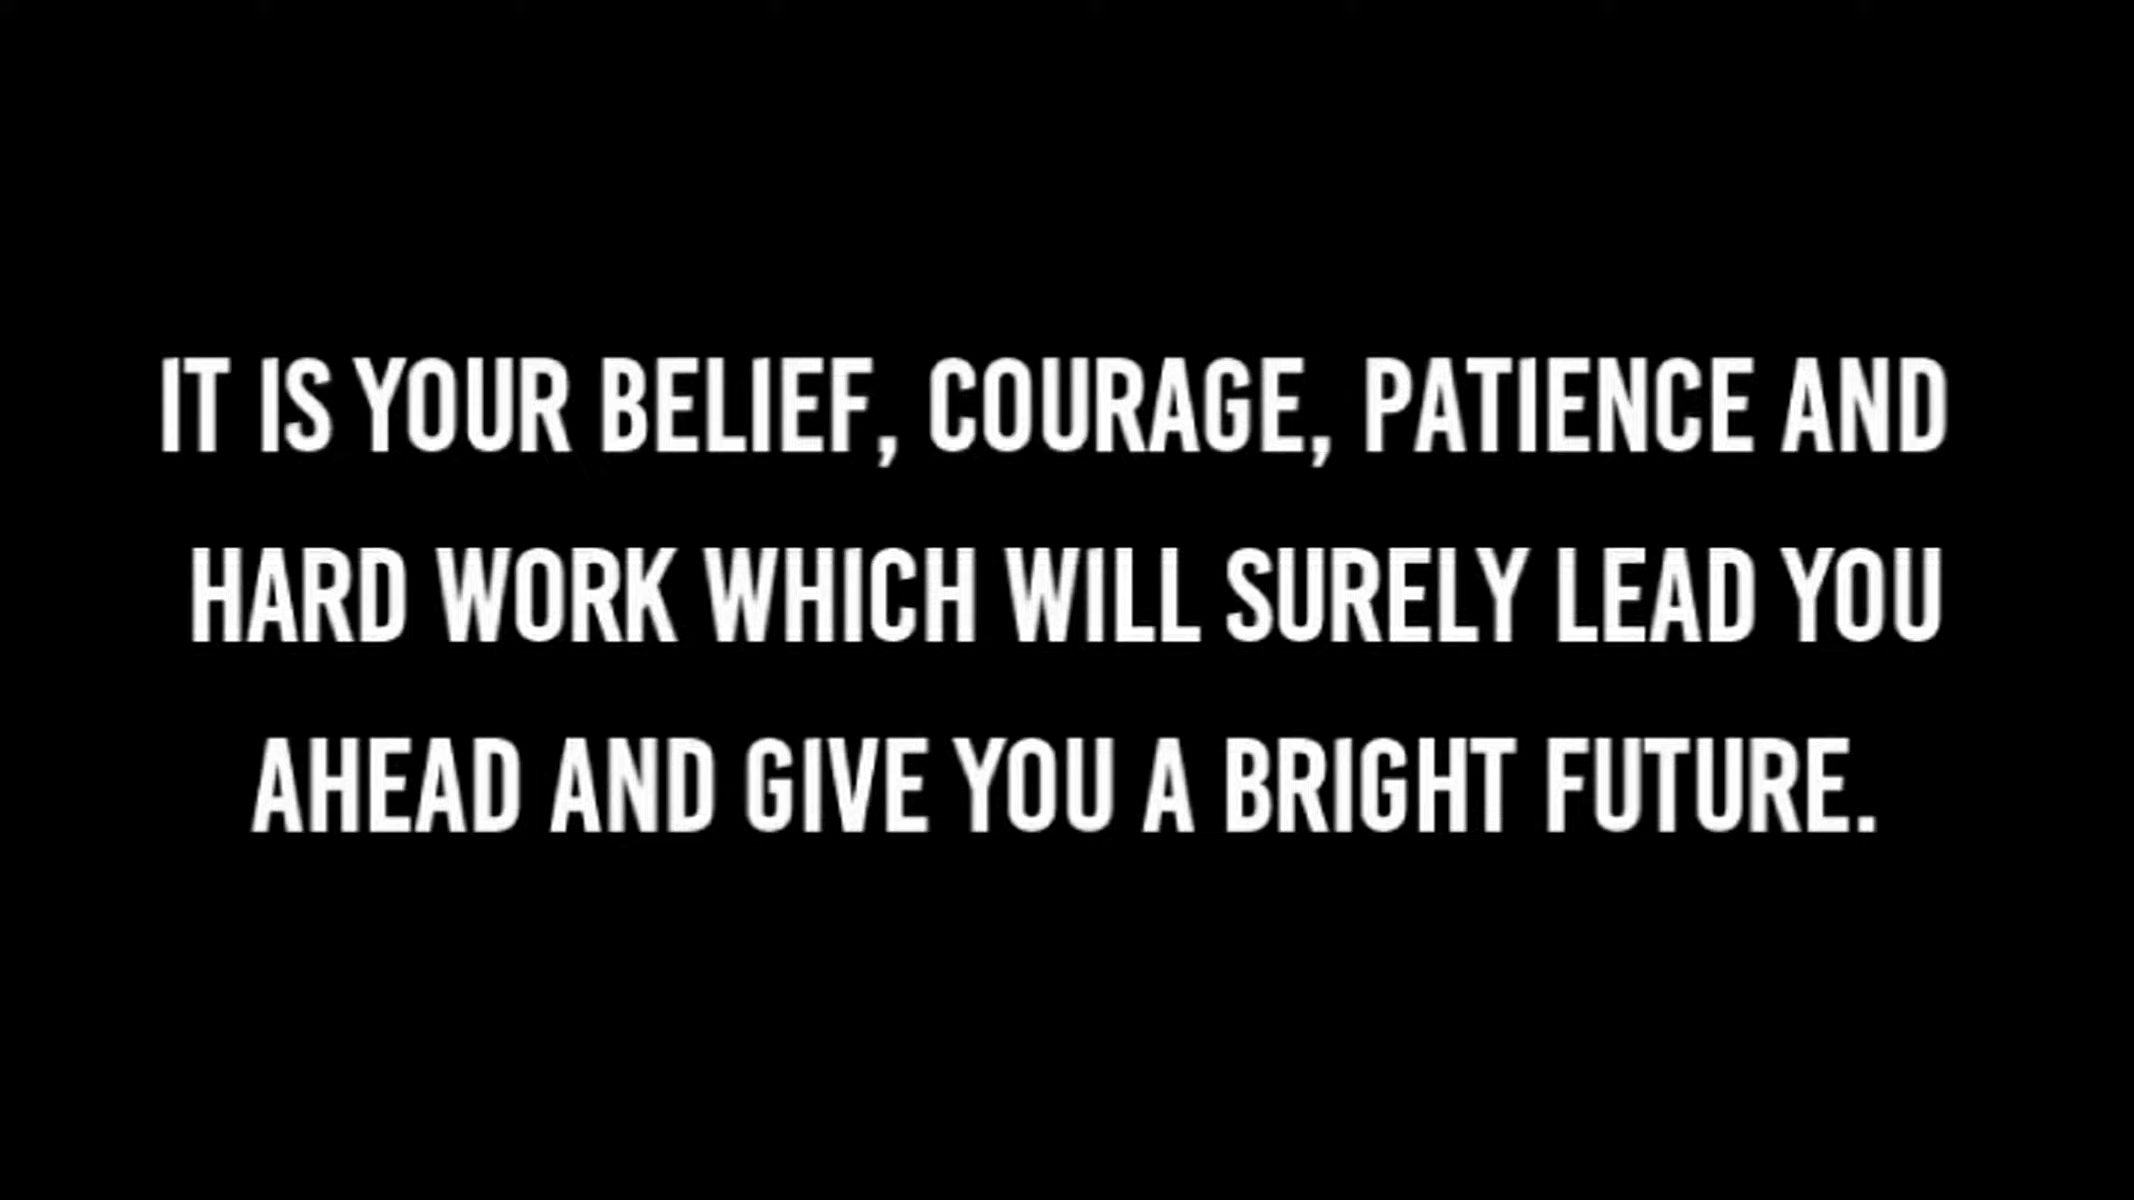 IT IS YOUR BELIEF, COURAGE, PATIENCE AND
HARD WORK WHICH WILL SURELY LEAD YOU
AHEAD AND GIVE YOU A BRIGHT FUTURE.